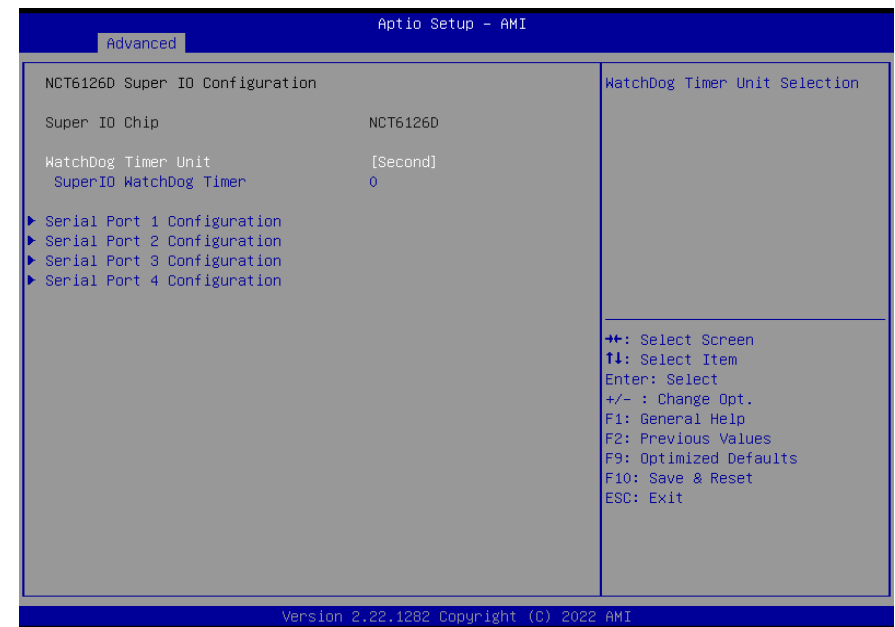 Aptio Setup – AMI
Advanced
NCT6126D Super IO Configuration
Super IO Chip NCT6126D
WatchDog Timer Unit [Second]
SuperIO WatchDog Timer 0
Serial Port 1 Configuration
Serial Port 2 Configuration
Serial Port 3 Configuration
Serial Port 4 Configuration
WatchDog Timer Unit Selection
→←: Select Screen
↑↓: Select Item
Enter: Select
+/- : Change Opt.
F1: General Help
F2: Previous Values
F9: Optimized Defaults
F10: Save & Reset
ESC: Exit
Version 2.22.1282 Copyright (C) 2022 AMI